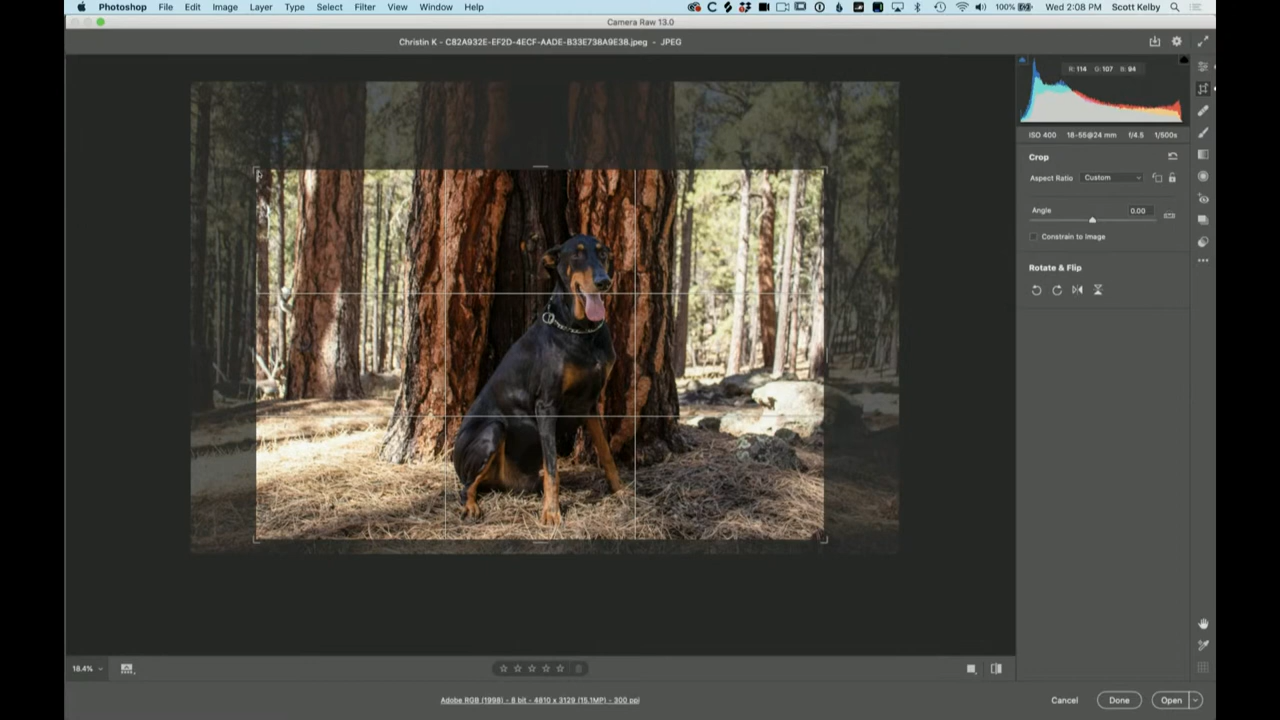 Photoshop File Edit Image Layer Type Select Filter View Window Help 100% Wed 2:08 PM Scott Kelby
Camera Raw 13.0
Christin K - C82A932E-EF2D-4ECF-AADE-B33E738A9E38.jpeg - JPEG
R: 114 G: 107 B: 94
ISO 400 18-55@24 mm f/4.5 1/500s
Crop
Aspect Ratio Custom
Angle 0.00
Constrain to Image
Rotate & Flip
18.4%
Adobe RGB (1998) - 8 bit - 4810 x 3129 (15.1MP) - 300 ppi
Cancel Done Open